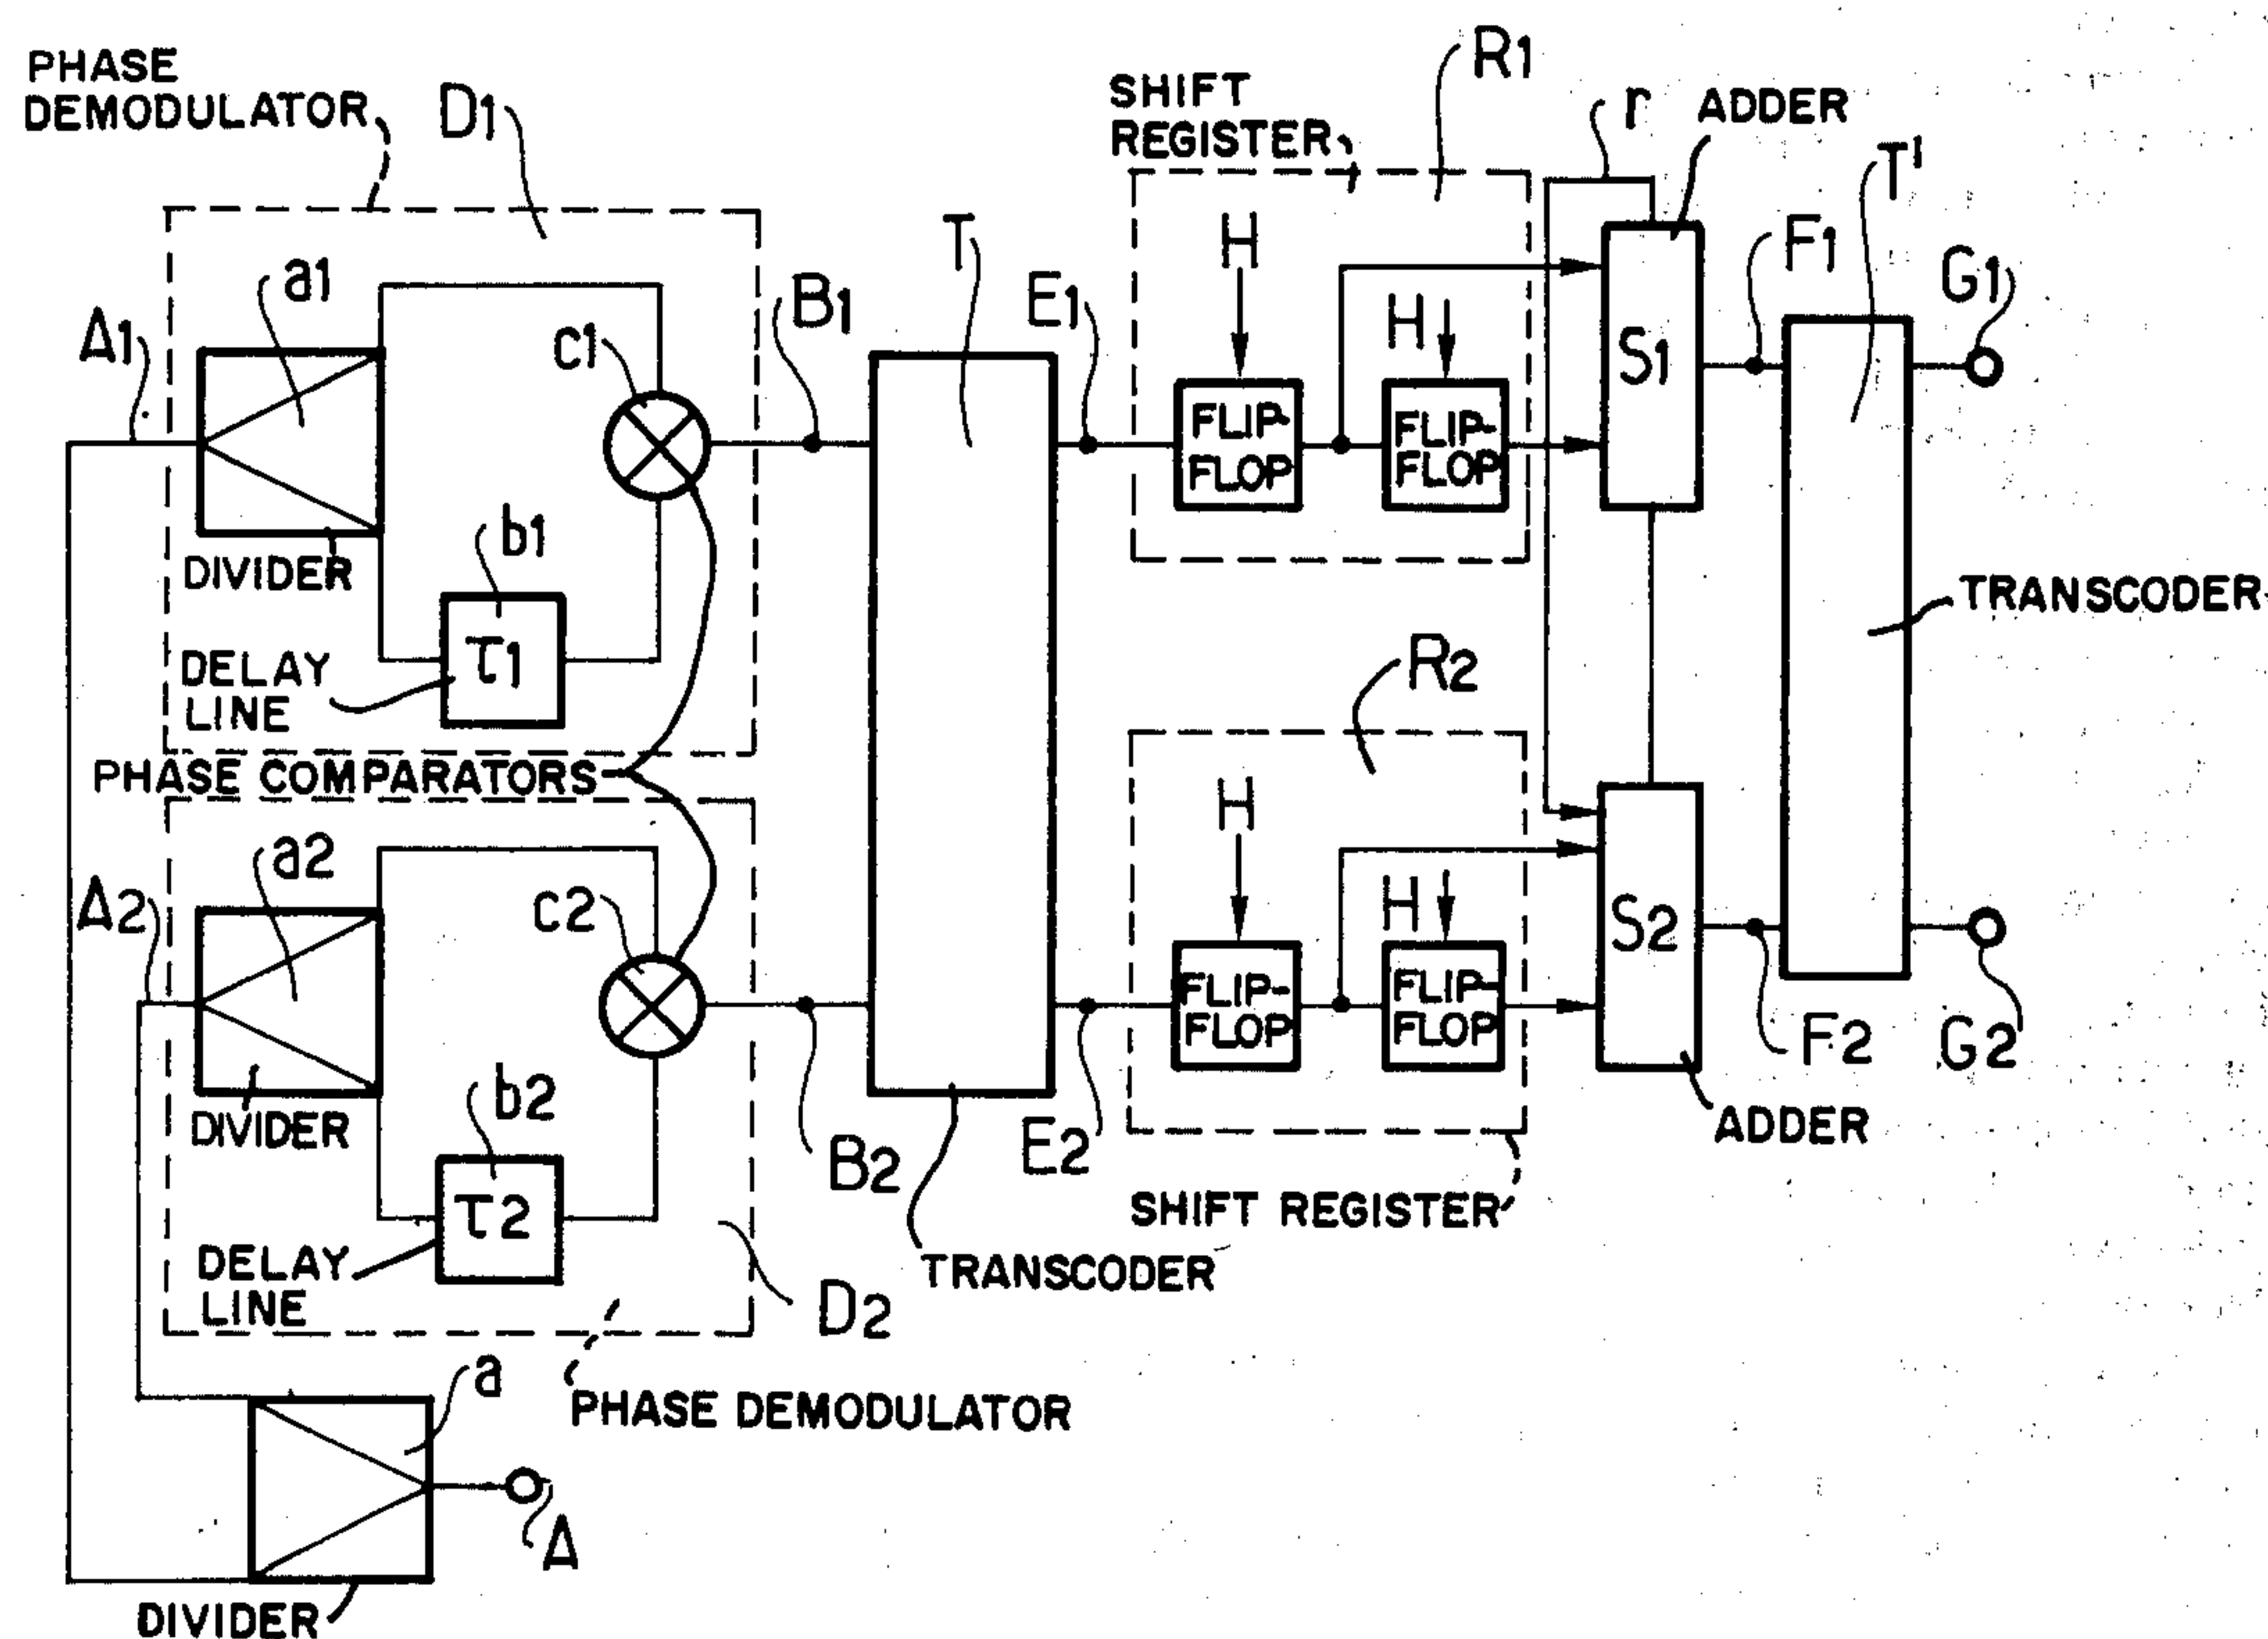 PHASE
DEMODULATOR
D1
SHIFT
REGISTER
R1
r
ADDER
T'
a1
A1
c1
B1
T
E1
H
H
F1
G1
FLIP-
FLOP
FLIP-
FLOP
S1
DIVIDER
b1
τ1
DELAY
LINE
TRANSCODER
R2
PHASE COMPARATORS
a2
A2
c2
H
H
S2
FLIP-
FLOP
FLIP-
FLOP
F2
G2
DIVIDER
b2
B2
E2
ADDER
τ2
SHIFT REGISTER
DELAY
LINE
TRANSCODER
D2
a
PHASE DEMODULATOR
A
DIVIDER